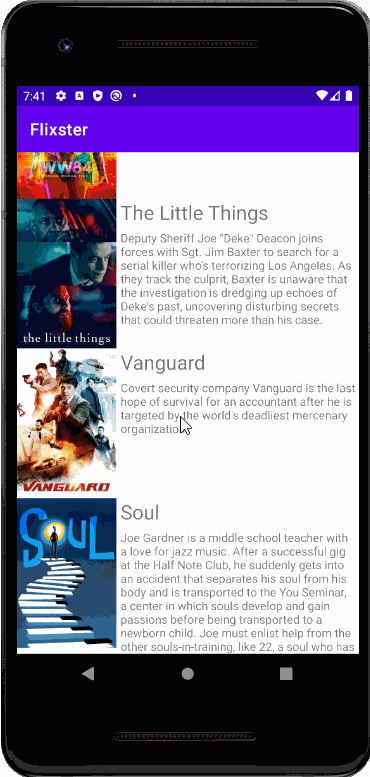 7:41
Flixster
WW84
The Little Things
Deputy Sheriff Joe "Deke" Deacon joins
forces with Sgt. Jim Baxter to search for a
serial killer who's terrorizing Los Angeles. As
they track the culprit, Baxter is unaware that
the investigation is dredging up echoes of
Deke's past, uncovering disturbing secrets
that could threaten more than his case.
the little things
Vanguard
Covert security company Vanguard is the last
hope of survival for an accountant after he is
targeted by the world's deadliest mercenary
organization
VANGUARD
SOUL
Soul
Joe Gardner is a middle school teacher with
a love for jazz music. After a successful gig
at the Half Note Club, he suddenly gets into
an accident that separates his soul from his
body and is transported to the You Seminar,
a center in which souls develop and gain
passions before being transported to a
newborn child. Joe must enlist help from the
other souls-in-training, like 22, a soul who has